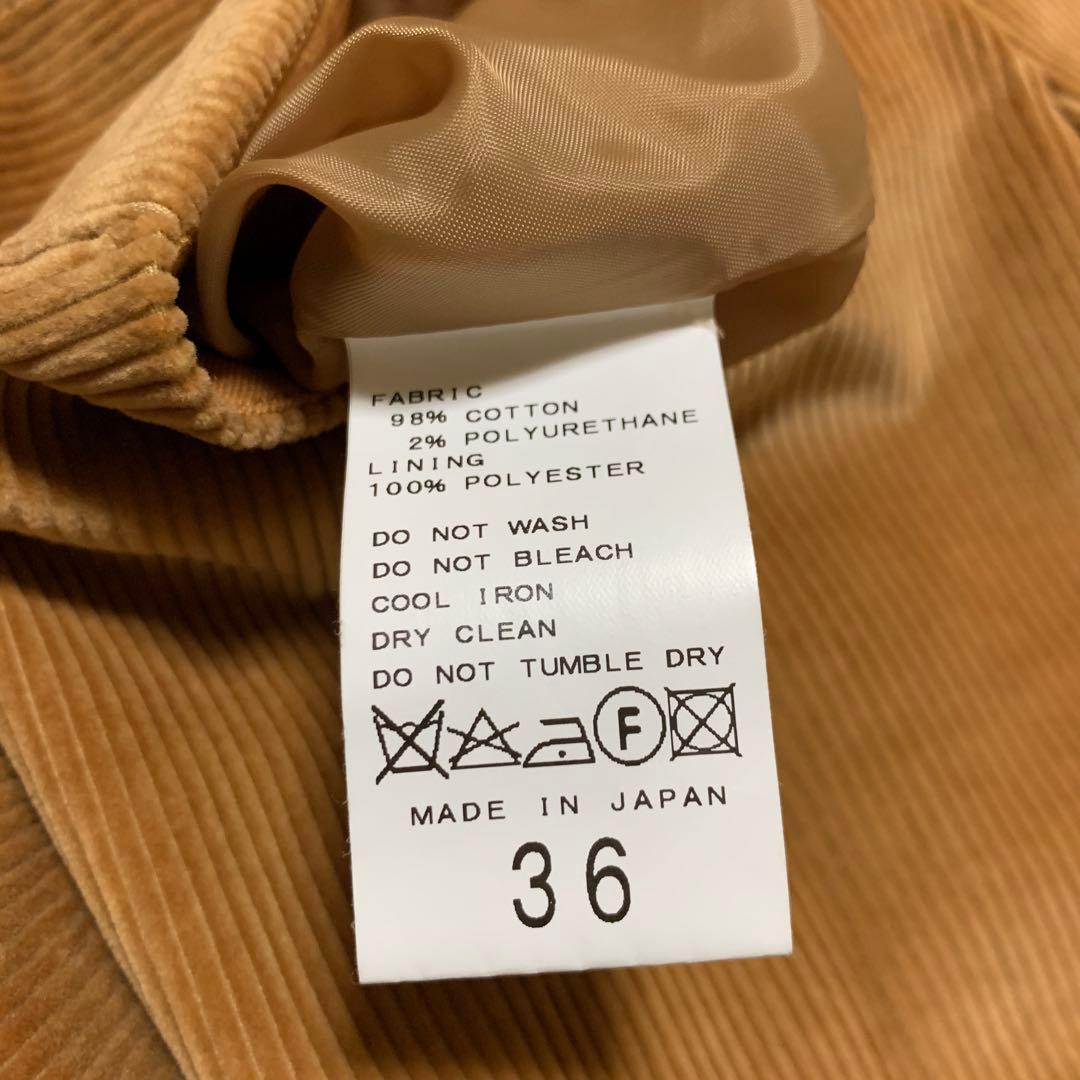 FABRIC
98% COTTON
2% POLYURETHANE
LINING
100% POLYESTER
DO NOT WASH
DO NOT BLEACH
COOL IRON
DRY CLEAN
DO NOT TUMBLE DRY
F
MADE IN JAPAN
36